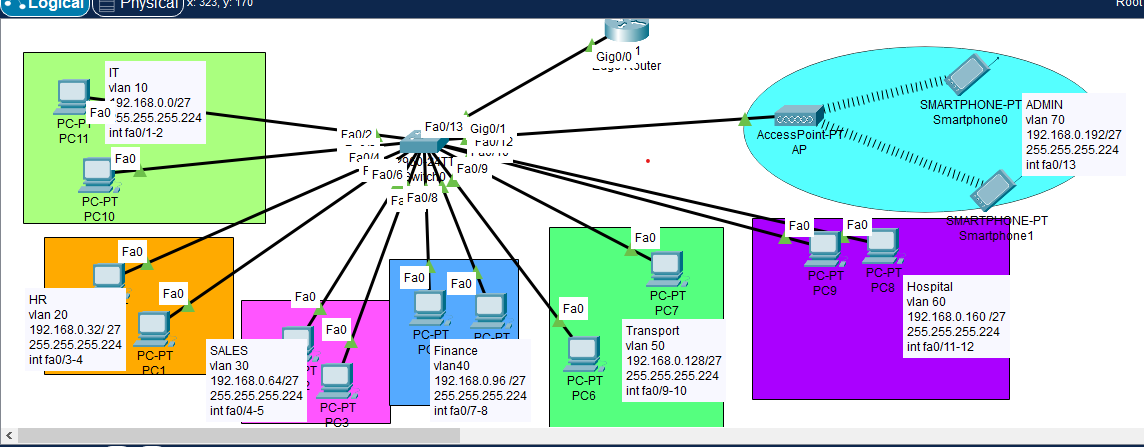 Logical
Physical
x: 323, y: 170
Root
1
Gig0/0
Edge Router
IT
vlan 10
192.168.0.0/27
255.255.255.224
int fa0/1-2
Fa0
PC-PT
PC11
Fa0
PC-PT
PC10
Fa0/2
Fa0/13
Gig0/1
Fa0/12
Fa0/4
Fa0/6
Fa0/9
Fa0/8
Switch0
AccessPoint-PT
AP
SMARTPHONE-PT
Smartphone0
ADMIN
vlan 70
192.168.0.192/27
255.255.255.224
int fa0/13
SMARTPHONE-PT
Smartphone1
Fa0
HR
vlan 20
192.168.0.32/ 27
255.255.255.224
int fa0/3-4
Fa0
PC-PT
PC1
Fa0
SALES
vlan 30
192.168.0.64/27
255.255.255.224
int fa0/4-5
Fa0
PC-PT
PC3
Fa0
Fa0
PC-PT
PC-PT
Finance
vlan40
192.168.0.96 /27
255.255.255.224
int fa0/7-8
Fa0
PC-PT
PC7
Fa0
PC-PT
PC6
Transport
vlan 50
192.168.0.128/27
255.255.255.224
int fa0/9-10
Fa0
Fa0
PC-PT
PC9
PC-PT
PC8
Hospital
vlan 60
192.168.0.160 /27
255.255.255.224
int fa0/11-12